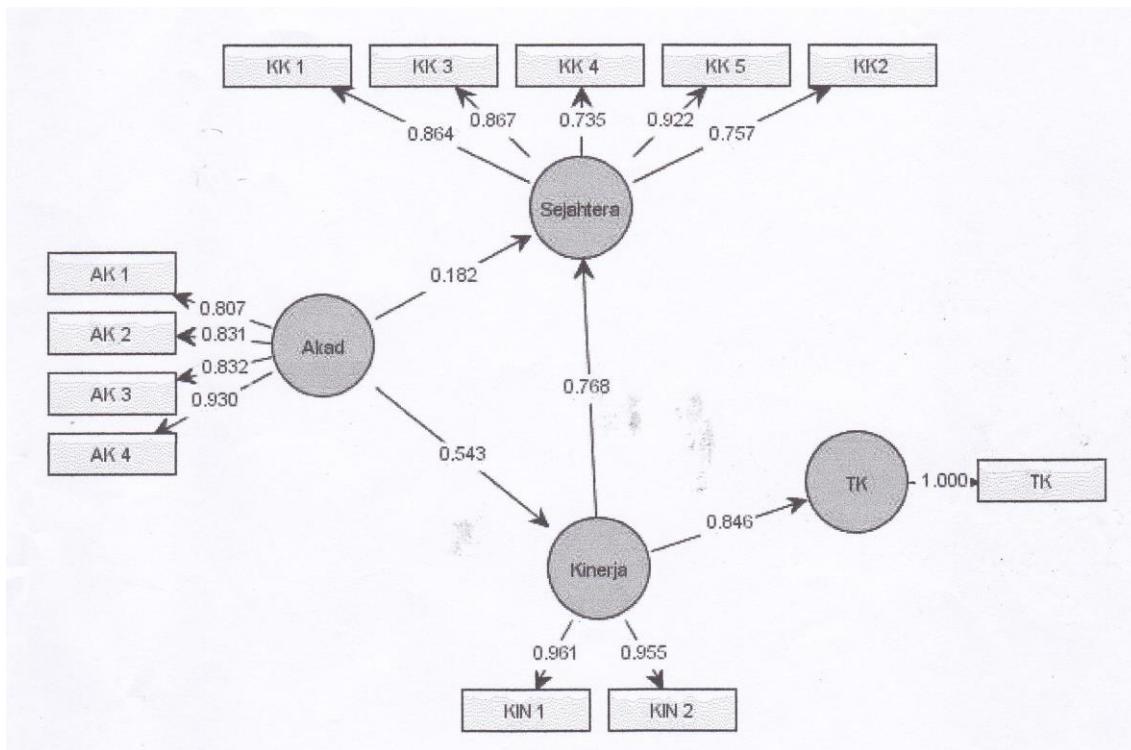 KK 1
KK 3
KK 4
KK 5
KK2
0.864
0.867
0.735
0.922
0.757
Sejahtera
0.182
AK 1
AK 2
AK 3
AK 4
0.807
0.831
0.832
0.930
Akad
0.543
0.768
Kinerja
0.846
TK
1.000
TK
0.961
0.955
KIN 1
KIN 2